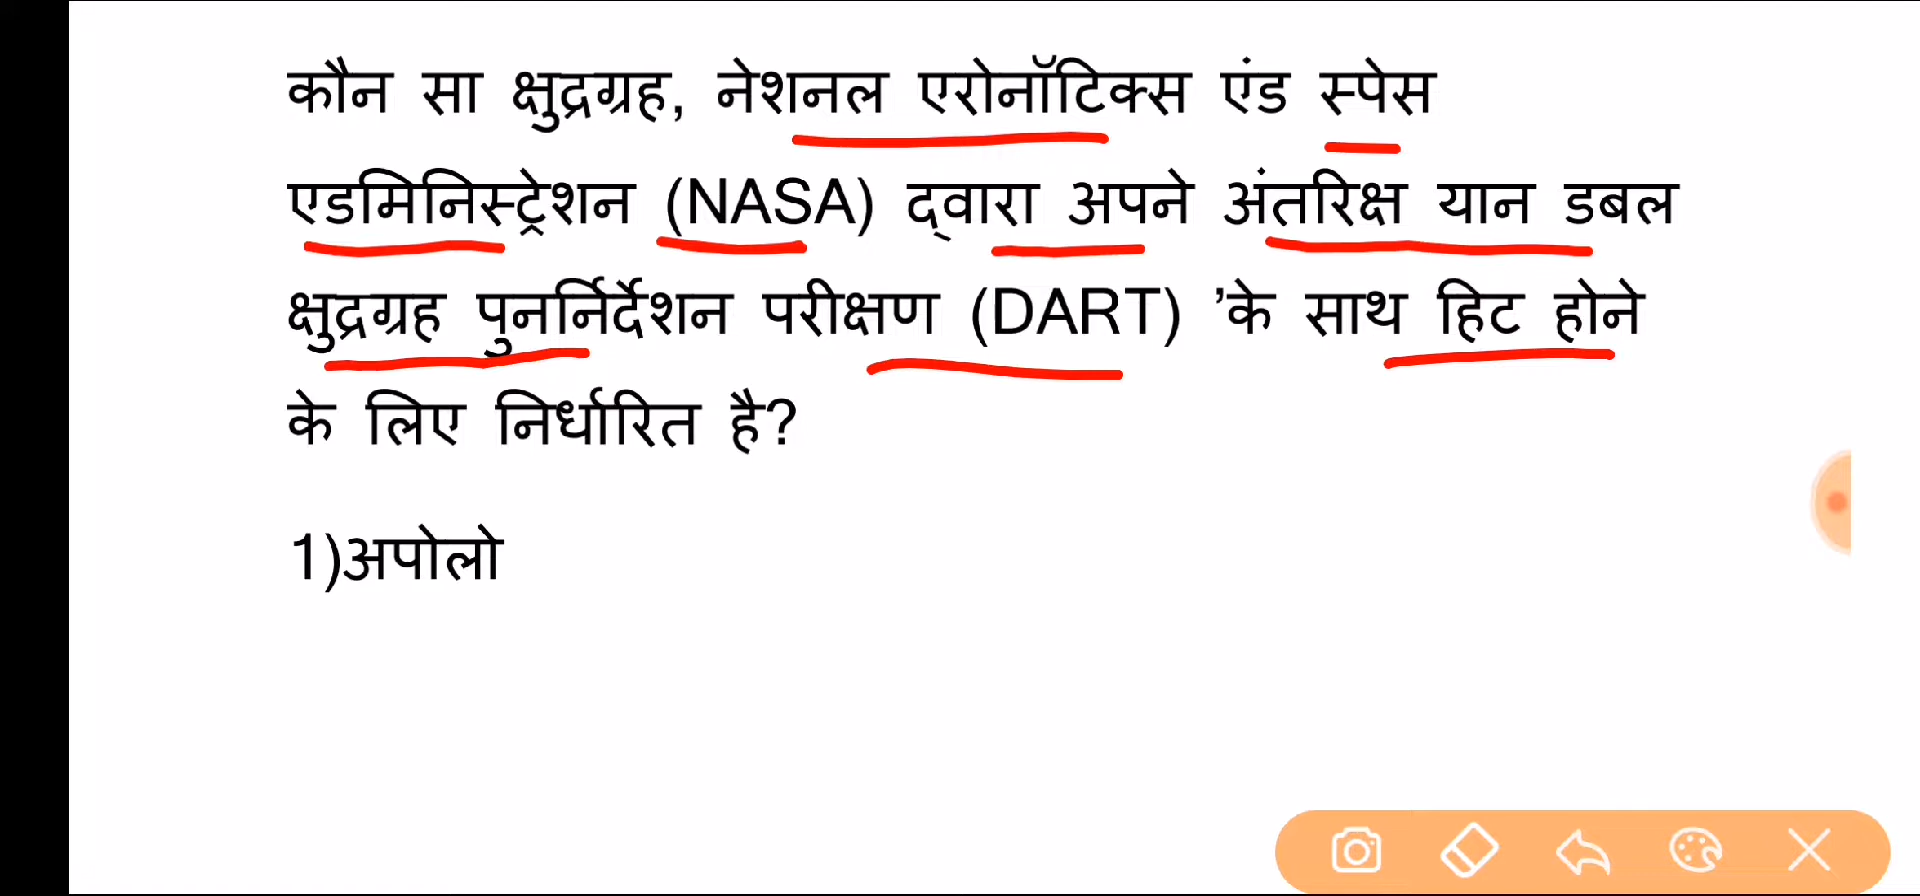 कौन सा क्षुद्रग्रह, नेशनल एरोनॉटिक्स एंड स्पेस
एडमिनिस्ट्रेशन (NASA) द्वारा अपने अंतरिक्ष यान डबल
क्षुद्रग्रह पुनर्निर्देशन परीक्षण (DART) ’के साथ हिट होने
के लिए निर्धारित है?
1)अपोलो